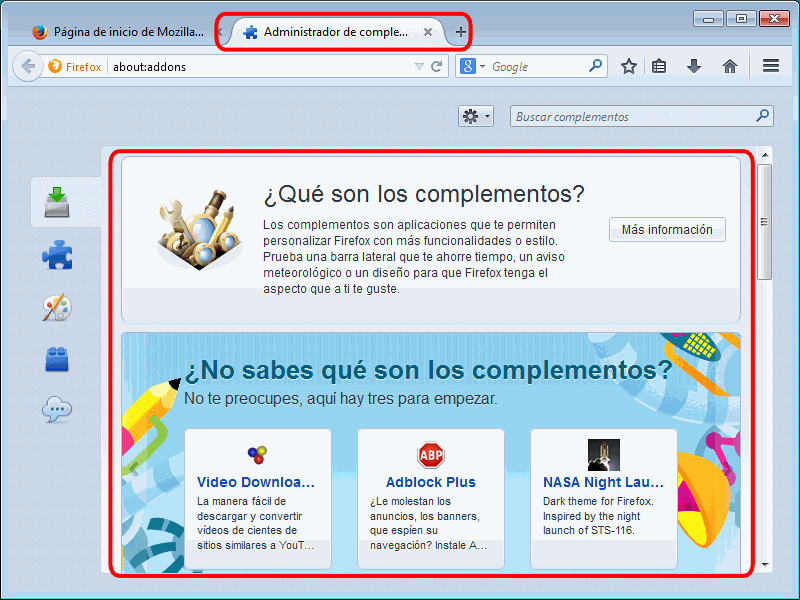 Página de inicio de Mozilla...
Administrador de comple...
Firefox
about:addons
8
Google
Buscar complementos
¿Qué son los complementos?
Los complementos son aplicaciones que te permiten
personalizar Firefox con más funcionalidades o estilo.
Prueba una barra lateral que te ahorre tiempo, un aviso
meteorológico o un diseño para que Firefox tenga el
aspecto que a ti te guste.
Más información
¿No sabes qué son los complementos?
No te preocupes, aquí hay tres para empezar.
Video Downloa...
La manera fácil de
descargar y convertir
vídeos de cientes de
sitios similares a YouT...
ABP
Adblock Plus
¿Le molestan los
anuncios, los banners,
que espíen su
navegación? Instale A...
NASA Night Lau...
Dark theme for Firefox.
Inspired by the night
launch of STS-116.